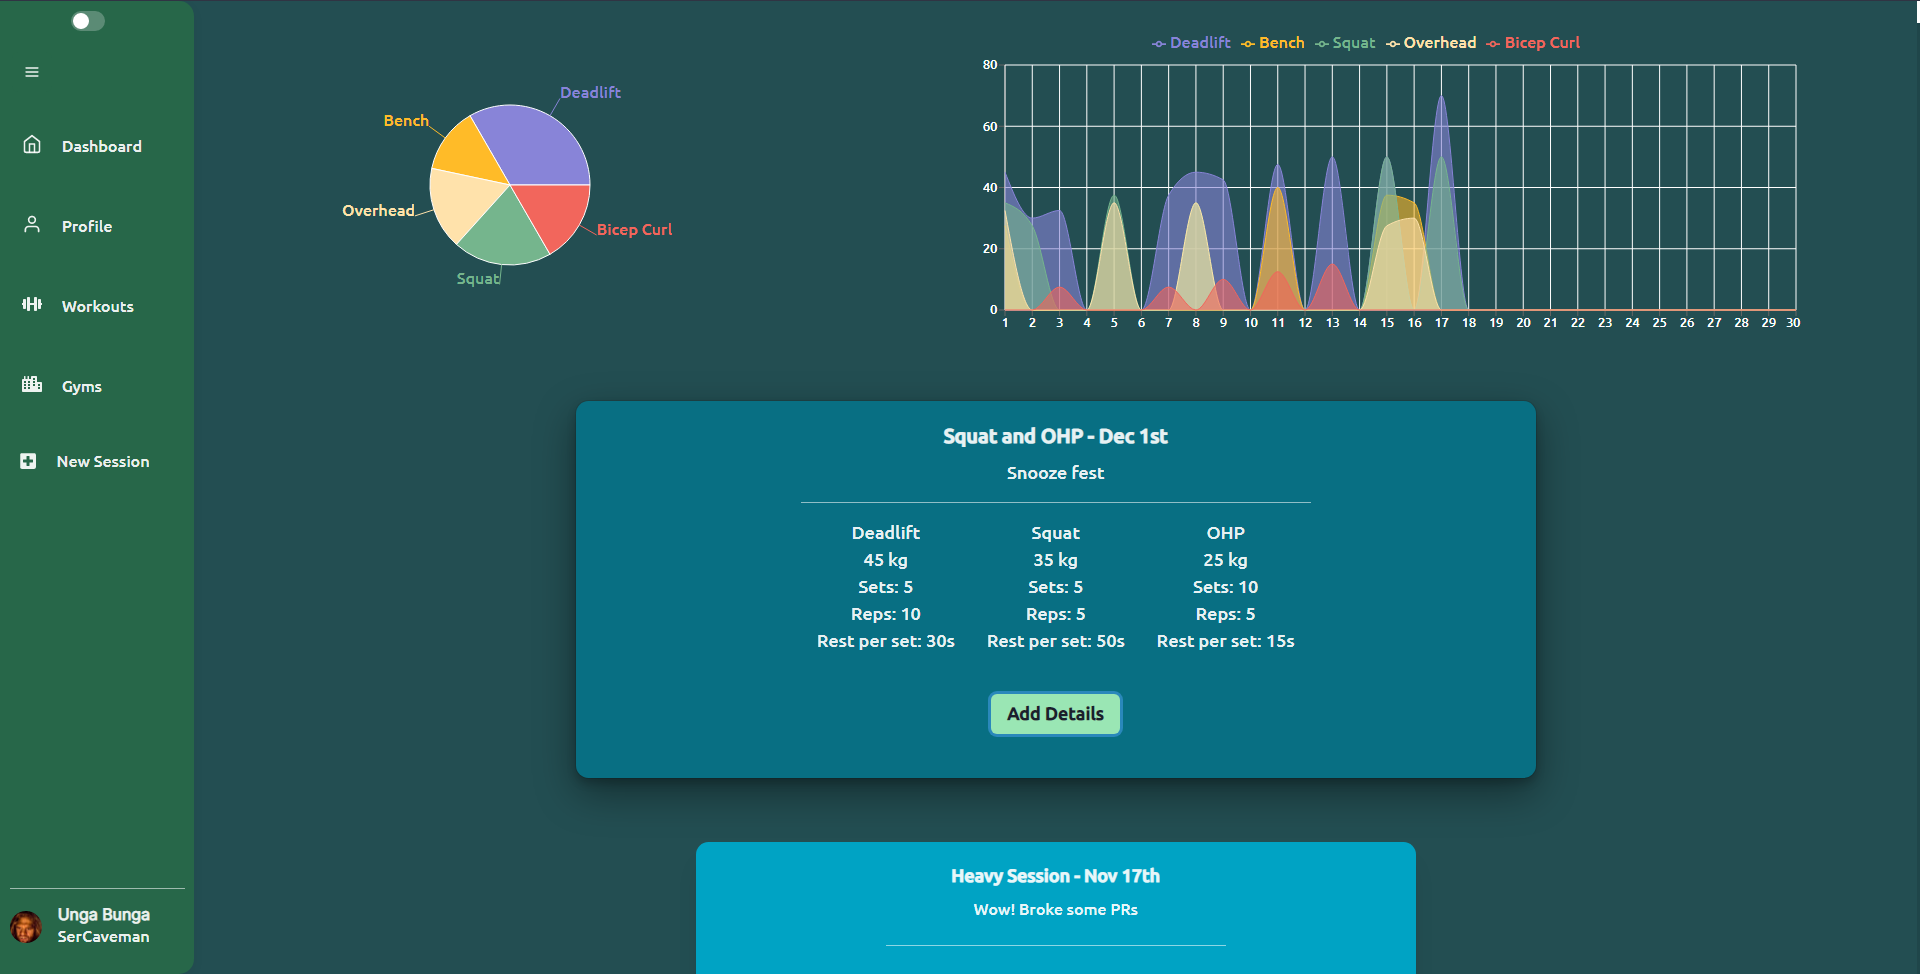 Dashboard
Profile
Workouts
Gyms
New Session
Unga Bunga
SerCaveman
Deadlift
Bench
Overhead
Squat
Bicep Curl
Deadlift Bench Squat Overhead Bicep Curl
80
60
40
20
0
1 2 3 4 5 6 7 8 9 10 11 12 13 14 15 16 17 18 19 20 21 22 23 24 25 26 27 28 29 30
Squat and OHP - Dec 1st
Snooze fest
Deadlift Squat OHP
45 kg 35 kg 25 kg
Sets: 5 Sets: 5 Sets: 10
Reps: 10 Reps: 5 Reps: 5
Rest per set: 30s Rest per set: 50s Rest per set: 15s
Add Details
Heavy Session - Nov 17th
Wow! Broke some PRs